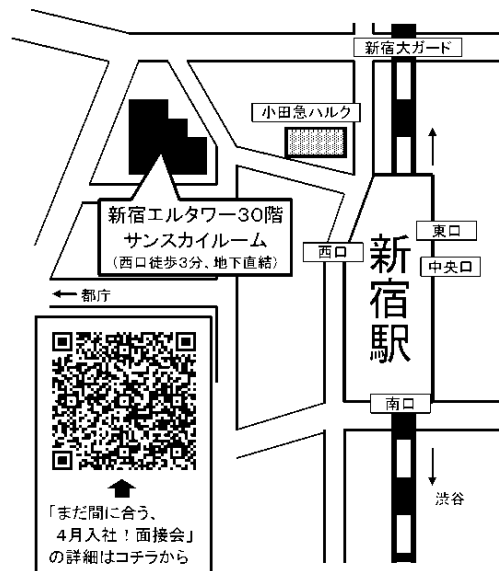 新宿大ガード
小田急ハルク
新宿エルタワー30階
サンスカイルーム
(西口徒歩3分、地下直結)
西口
東口
中央口
新宿駅
← 都庁
南口
渋谷
「まだ間に合う、
4月入社!面接会」
の詳細はコチラから